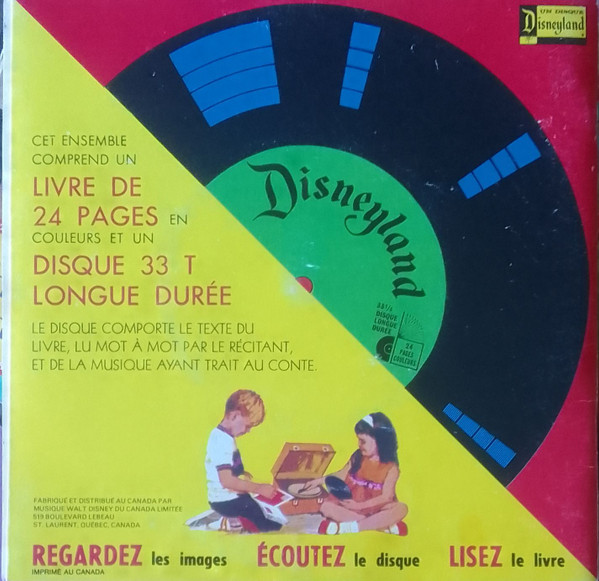 UN DISQUE
Disneyland
CET ENSEMBLE
COMPREND UN
LIVRE DE
24 PAGES EN
COULEURS ET UN
DISQUE 33 T
LONGUE DURÉE
LE DISQUE COMPORTE LE TEXTE DU
LIVRE, LU MOT À MOT PAR LE RÉCITANT,
ET DE LA MUSIQUE AYANT TRAIT AU CONTE.
Disneyland
33 1/3
DISQUE
LONGUE
DURÉE
24
PAGES
COULEURS
FABRIQUÉ ET DISTRIBUÉ AU CANADA PAR
MUSIQUE WALT DISNEY DU CANADA LIMITÉE
519 BOULEVARD LEBEAU
ST. LAURENT, QUÉBEC, CANADA
REGARDEZ les images ÉCOUTEZ le disque LISEZ le livre
IMPRIMÉ AU CANADA